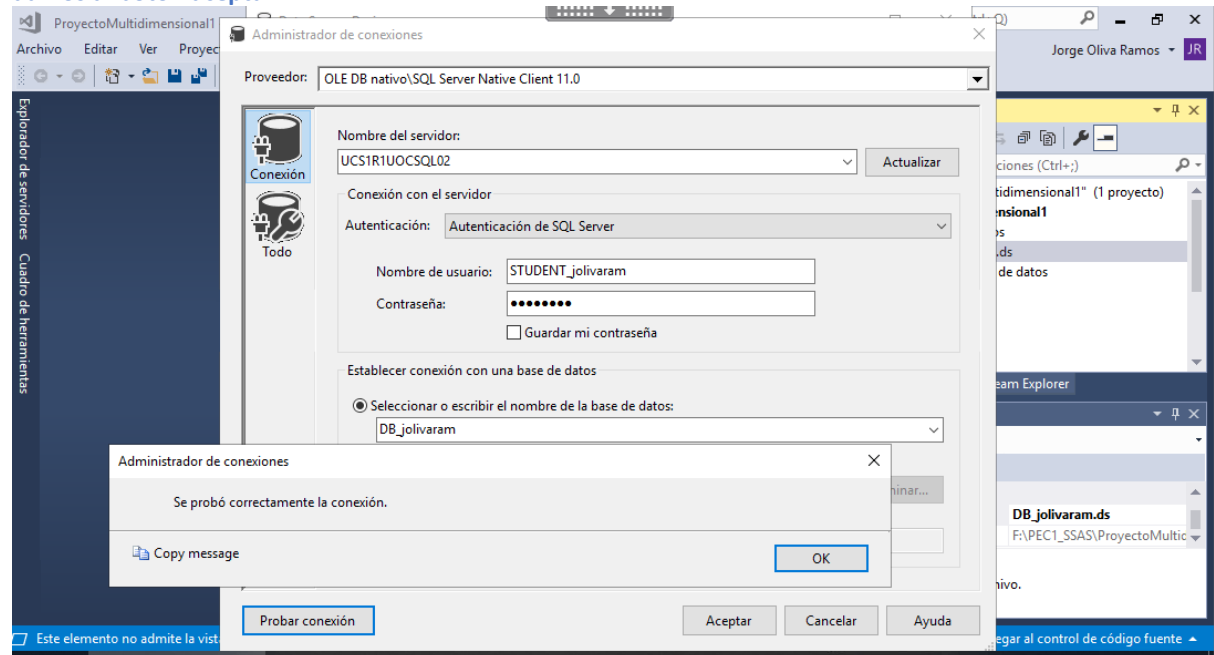 ProyectoMultidimensional1
Administrador de conexiones
Archivo Editar Ver Proyec
Jorge Oliva Ramos JR
Proveedor: OLE DB nativo\SQL Server Native Client 11.0
Explorador de servidores
Cuadro de herramientas
Conexión
Todo
Nombre del servidor:
UCS1R1UOCSQL02
Actualizar
Conexión con el servidor
Autenticación: Autenticación de SQL Server
Nombre de usuario: STUDENT_jolivaram
Contraseña: ••••••••
Guardar mi contraseña
Establecer conexión con una base de datos
Seleccionar o escribir el nombre de la base de datos:
DB_jolivaram
Administrador de conexiones
Se probó correctamente la conexión.
Copy message
OK
ninar...
Probar conexión
Aceptar
Cancelar
Ayuda
ciones (Ctrl+;)
tidimensional1" (1 proyecto)
ensional1
os
.ds
de datos
eam Explorer
DB_jolivaram.ds
F:\PEC1_SSAS\ProyectoMultic
nivo.
Este elemento no admite la vist
egar al control de código fuente